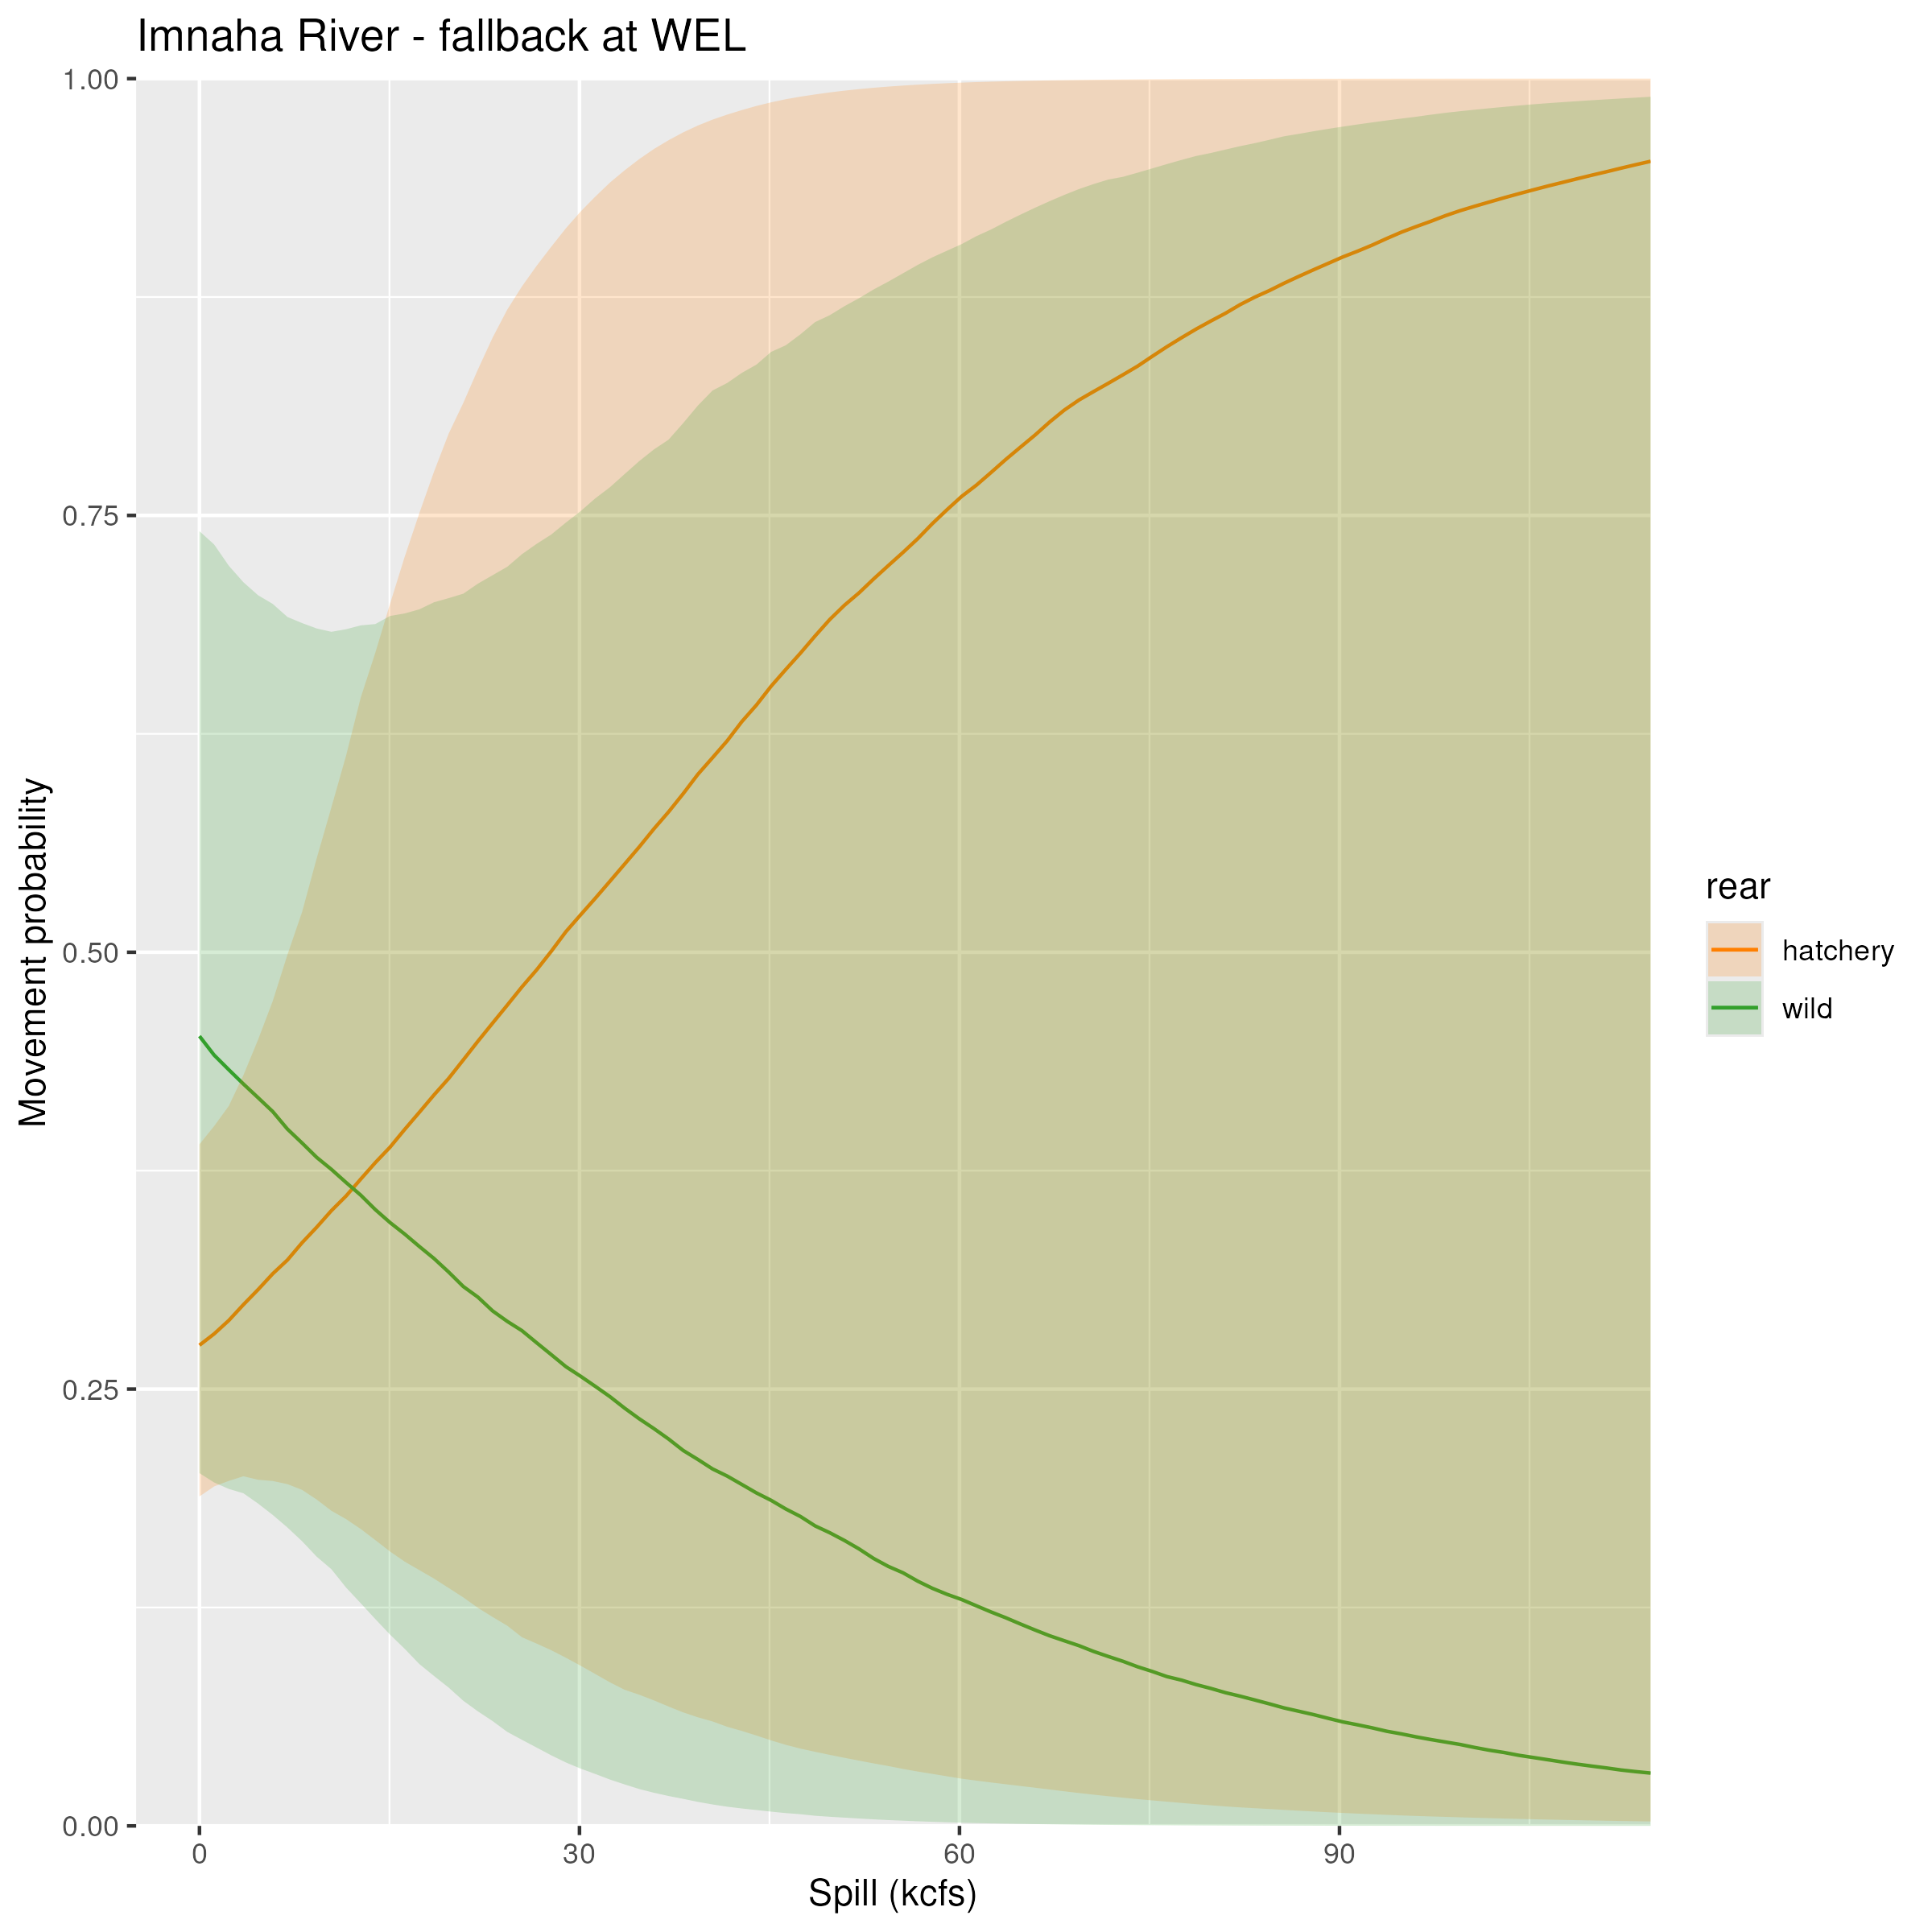 Imnaha River - fallback at WEL
Movement probability
1.00
0.75
0.50
0.25
0.00
0
30
60
90
Spill (kcfs)
rear
hatchery
wild